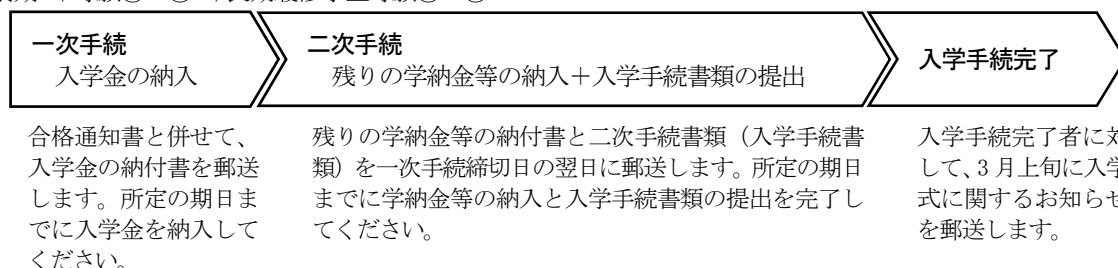 一次手続
入学金の納入
二次手続
残りの学納金等の納入＋入学手続書類の提出
入学手続完了
合格通知書と併せて、
入学金の納付書を郵送
します。所定の期日ま
でに入学金を納入して
ください。
残りの学納金等の納付書と二次手続書類（入学手続書
類）を一次手続締切日の翌日に郵送します。所定の期日
までに学納金等の納入と入学手続書類の提出を完了し
てください。
入学手続完了者に対
して、3月上旬に入学
式に関するお知らせ
を郵送します。